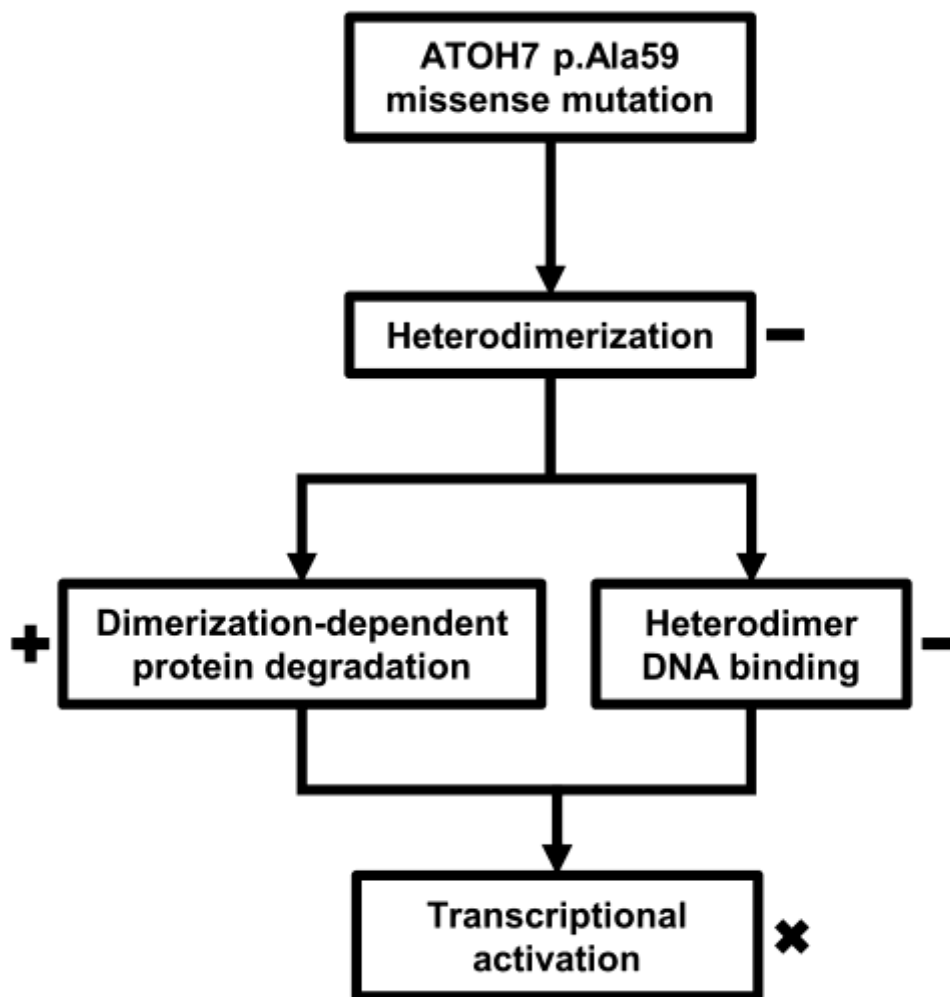 ATOH7 p.Ala59
missense mutation
Heterodimerization
Dimerization-dependent
protein degradation
Heterodimer
DNA binding
Transcriptional
activation